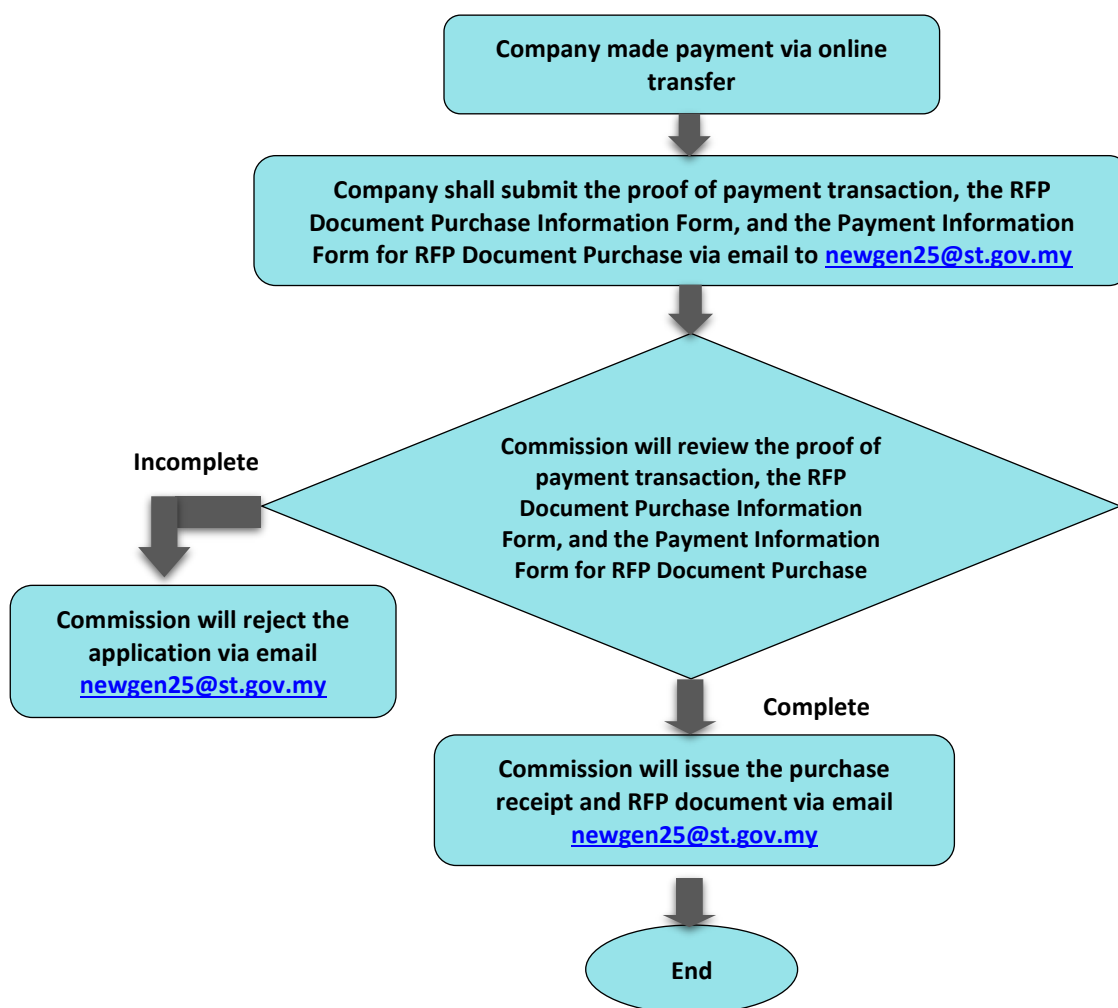 Company made payment via online
transfer
Company shall submit the proof of payment transaction, the RFP
Document Purchase Information Form, and the Payment Information
Form for RFP Document Purchase via email to newgen25@st.gov.my
Commission will review the proof of
payment transaction, the RFP
Document Purchase Information
Form, and the Payment Information
Form for RFP Document Purchase
Incomplete
Commission will reject the
application via email
newgen25@st.gov.my
Complete
Commission will issue the purchase
receipt and RFP document via email
newgen25@st.gov.my
End